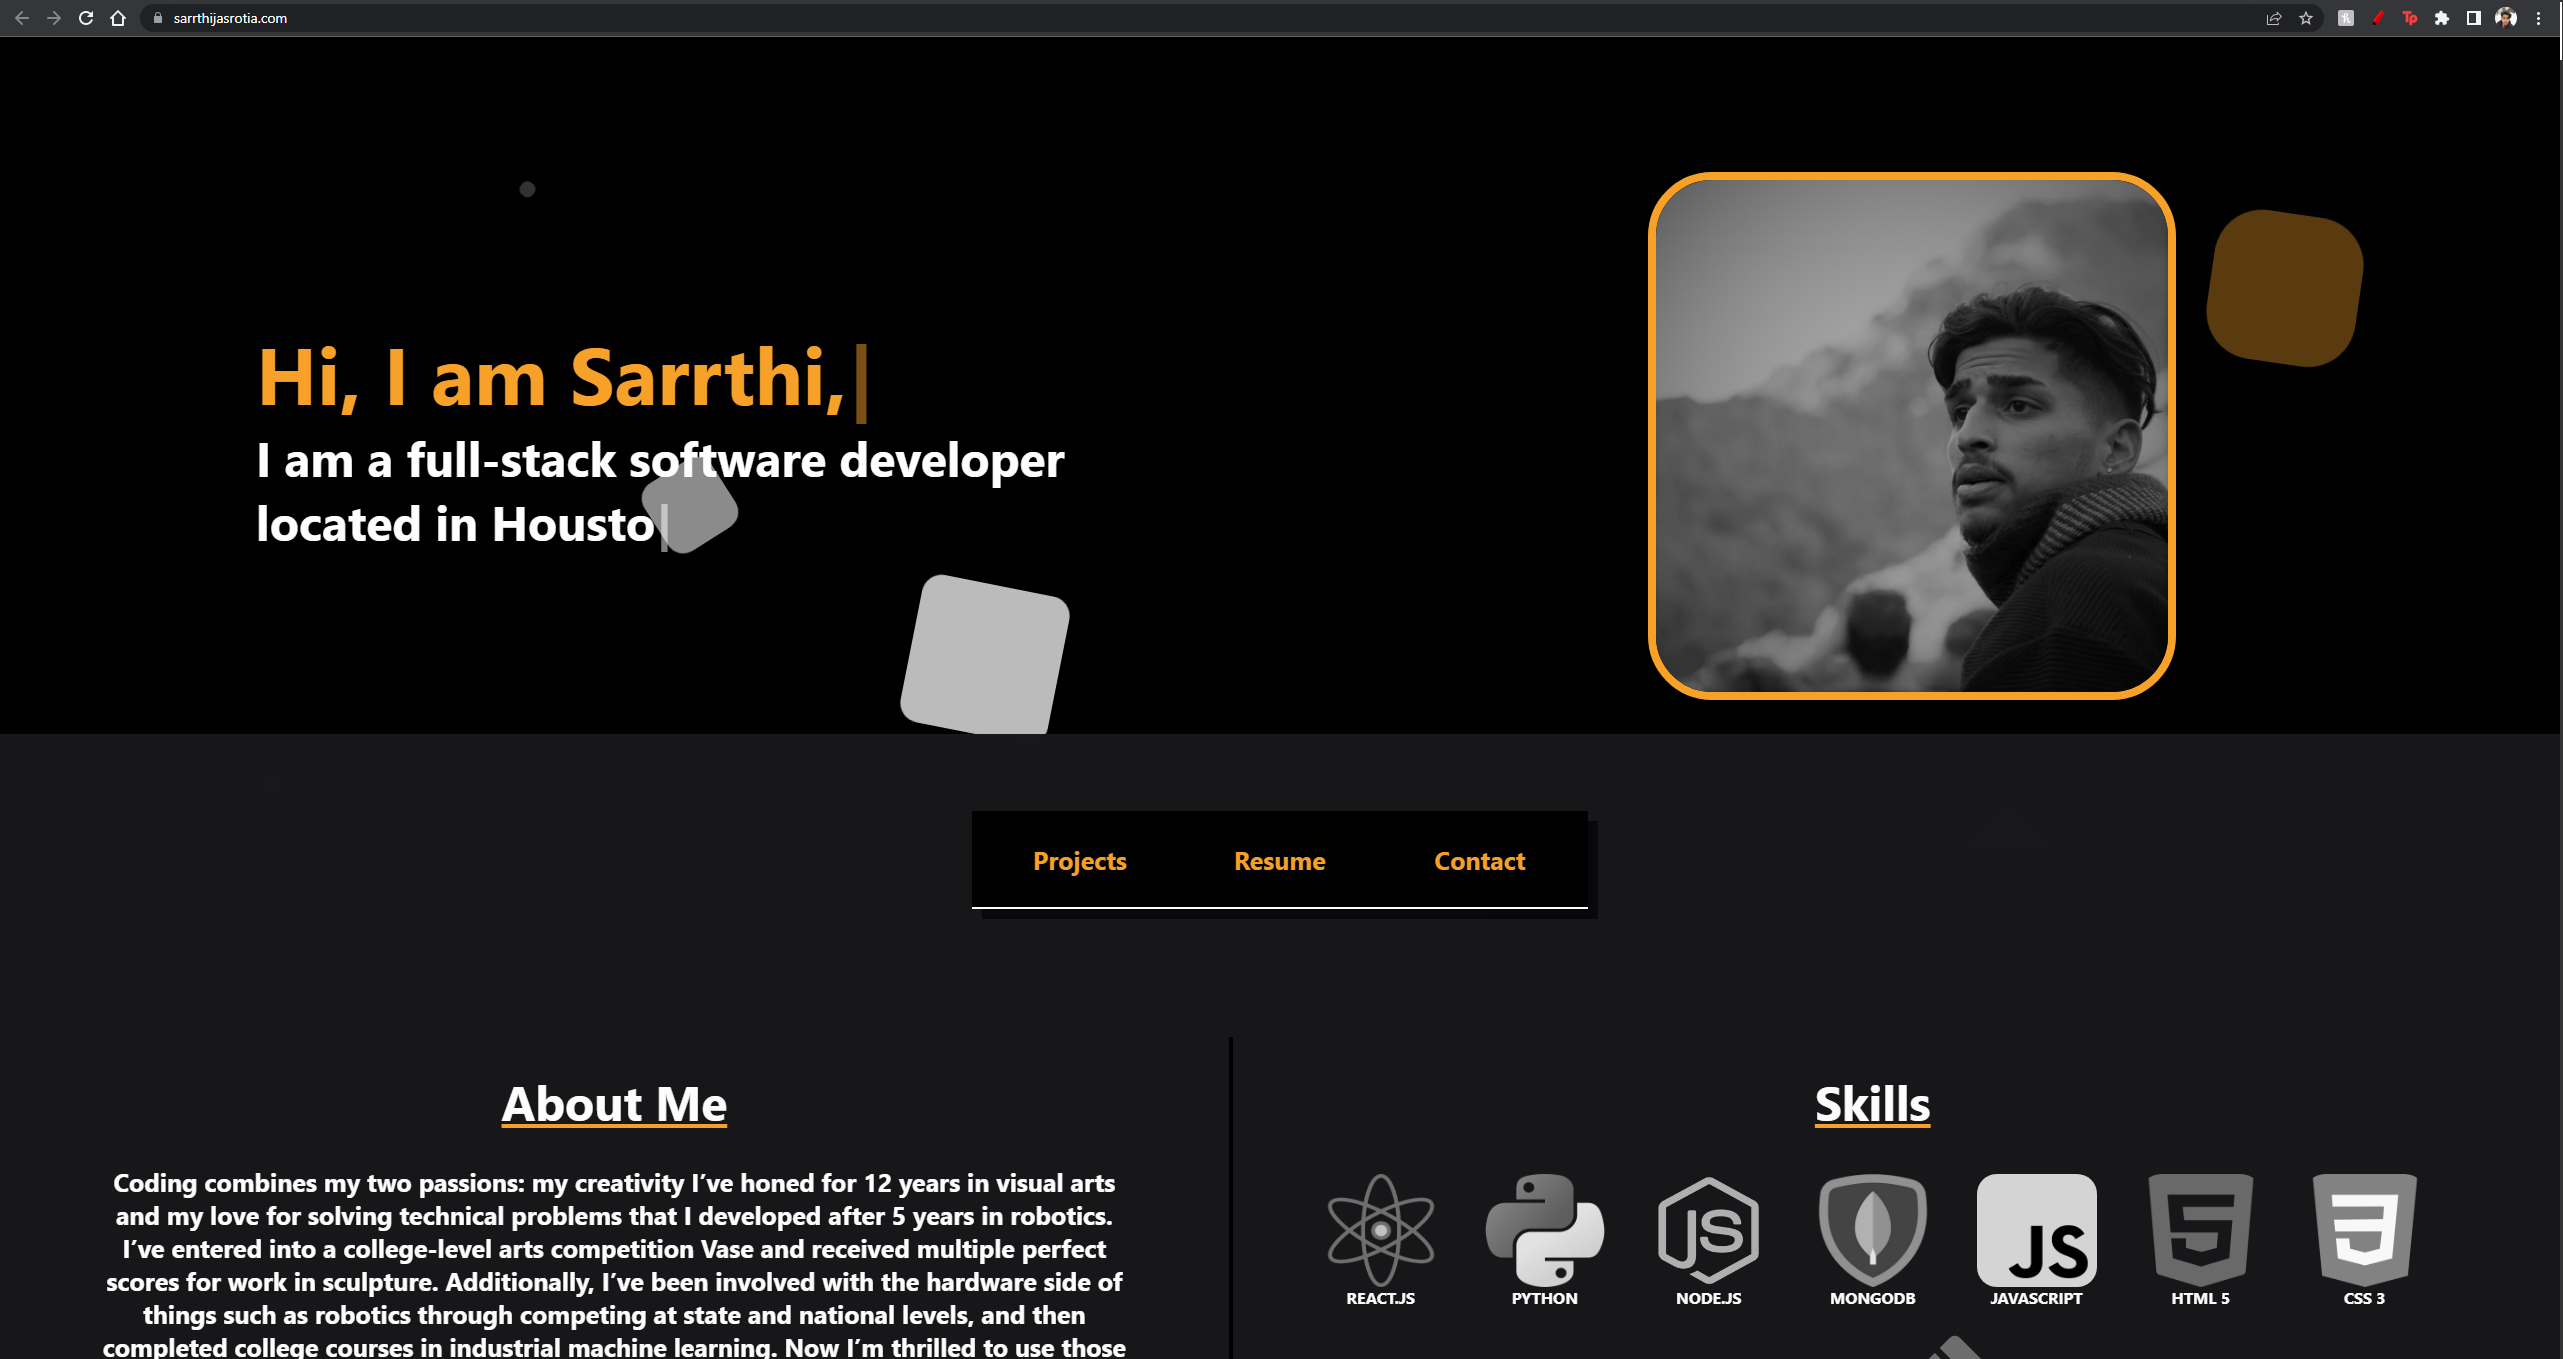 sarrthijasrotia.com
Hi, I am Sarrthi,
I am a full-stack software developer
located in Housto
Projects Resume Contact
About Me
Coding combines my two passions: my creativity I’ve honed for 12 years in visual arts
and my love for solving technical problems that I developed after 5 years in robotics.
I’ve entered into a college-level arts competition Vase and received multiple perfect
scores for work in sculpture. Additionally, I’ve been involved with the hardware side of
things such as robotics through competing at state and national levels, and then
completed college courses in industrial machine learning. Now I’m thrilled to use those
Skills
JS JS
REACT.JS PYTHON NODE.JS MONGODB JAVASCRIPT HTML 5 CSS 3